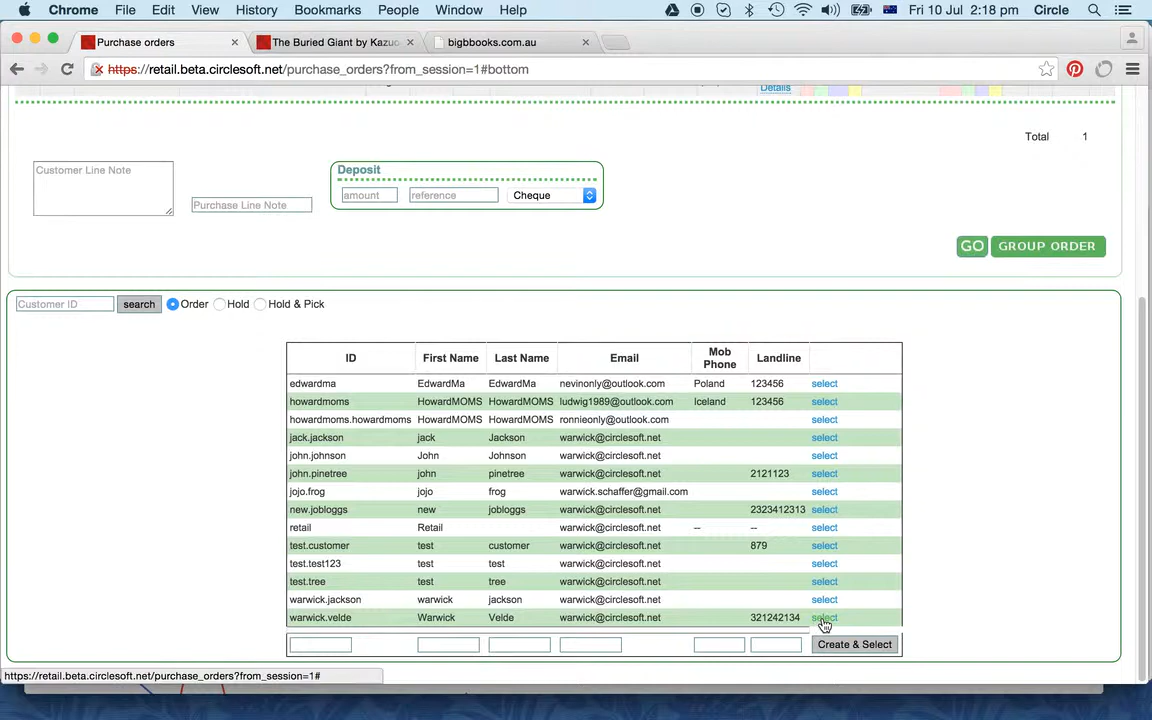 Chrome File Edit View History Bookmarks People Window Help Fri 10 Jul 2:18 pm Circle
Purchase orders The Buried Giant by Kazuo bigbbooks.com.au
https://retail.beta.circlesoft.net/purchase_orders?from_session=1#bottom
Details
Total 1
Customer Line Note
Purchase Line Note
Deposit
amount reference Cheque
GO GROUP ORDER
Customer ID search Order Hold Hold & Pick
ID First Name Last Name Email Mob Phone Landline
edwardma EdwardMa EdwardMa nevinonly@outlook.com Poland 123456 select
howardmoms HowardMOMS HowardMOMS ludwig1989@outlook.com Iceland 123456 select
howardmoms.howardmoms HowardMOMS HowardMOMS ronnieonly@outlook.com select
jack.jackson jack Jackson warwick@circlesoft.net select
john.johnson John Johnson warwick@circlesoft.net select
john.pinetree john pinetree warwick@circlesoft.net 2121123 select
jojo.frog jojo frog warwick.schaffer@gmail.com select
new.jobloggs new jobloggs warwick@circlesoft.net 2323412313 select
retail Retail warwick@circlesoft.net -- -- select
test.customer test customer warwick@circlesoft.net 879 select
test.test123 test test warwick@circlesoft.net select
test.tree test tree warwick@circlesoft.net select
warwick.jackson warwick jackson warwick@circlesoft.net select
warwick.velde Warwick Velde warwick@circlesoft.net 321242134 select
Create & Select
https://retail.beta.circlesoft.net/purchase_orders?from_session=1#